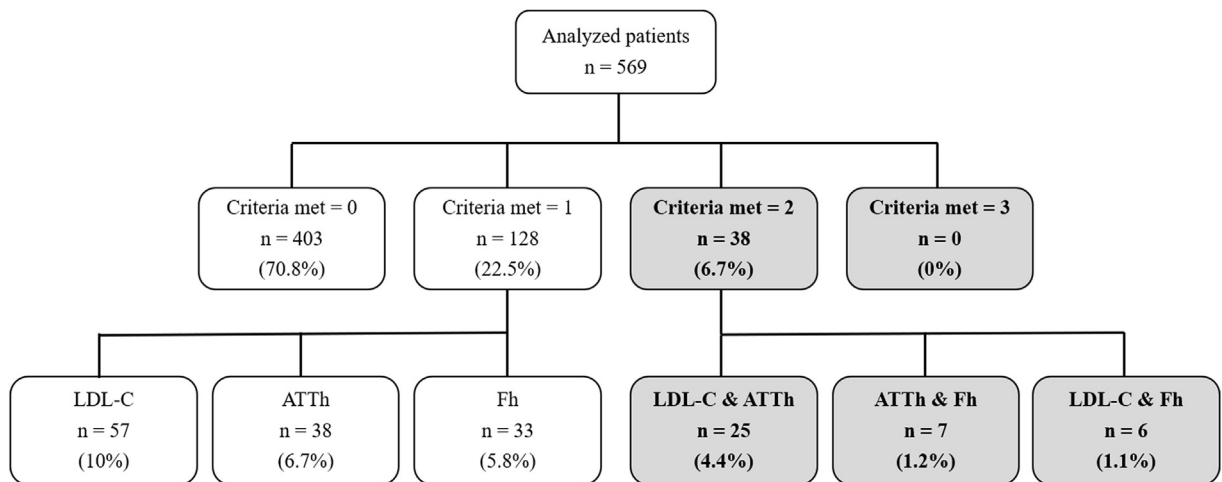 Analyzed patients
n = 569
Criteria met = 0
n = 403
(70.8%)
Criteria met = 1
n = 128
(22.5%)
Criteria met = 2
n = 38
(6.7%)
Criteria met = 3
n = 0
(0%)
LDL-C
n = 57
(10%)
ATTh
n = 38
(6.7%)
Fh
n = 33
(5.8%)
LDL-C & ATTh
n = 25
(4.4%)
ATTh & Fh
n = 7
(1.2%)
LDL-C & Fh
n = 6
(1.1%)